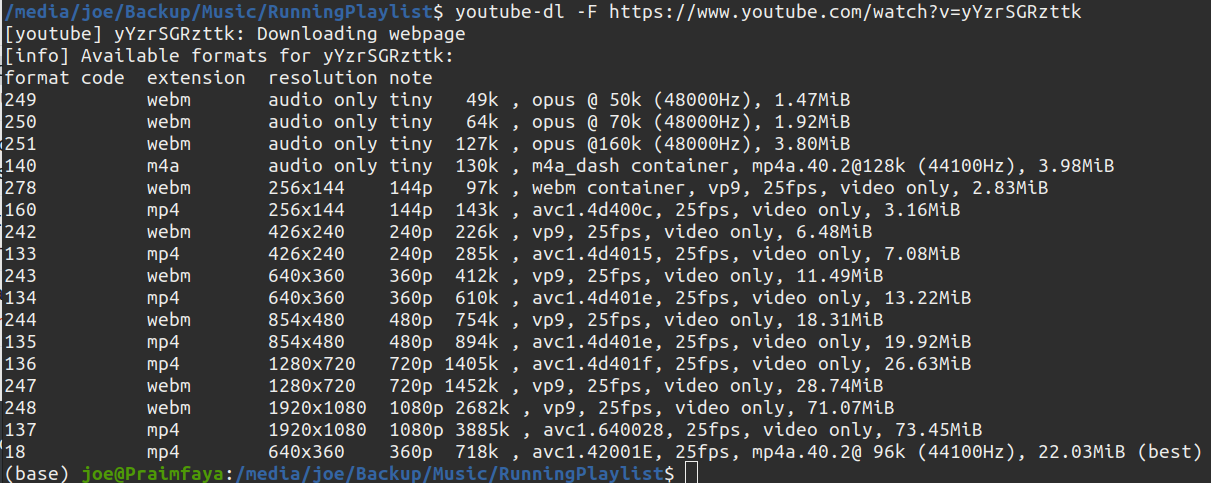 /media/joe/Backup/Music/RunningPlaylist$ youtube-dl -F https://www.youtube.com/watch?v=yYzrSGRzttk
[youtube] yYzrSGRzttk: Downloading webpage
[info] Available formats for yYzrSGRzttk:
format code  extension  resolution note
249          webm       audio only tiny   49k , opus @ 50k (48000Hz), 1.47MiB
250          webm       audio only tiny   64k , opus @ 70k (48000Hz), 1.92MiB
251          webm       audio only tiny  127k , opus @160k (48000Hz), 3.80MiB
140          m4a        audio only tiny  130k , m4a_dash container, mp4a.40.2@128k (44100Hz), 3.98MiB
278          webm       256x144    144p   97k , webm container, vp9, 25fps, video only, 2.83MiB
160          mp4        256x144    144p  143k , avc1.4d400c, 25fps, video only, 3.16MiB
242          webm       426x240    240p  226k , vp9, 25fps, video only, 6.48MiB
133          mp4        426x240    240p  285k , avc1.4d4015, 25fps, video only, 7.08MiB
243          webm       640x360    360p  412k , vp9, 25fps, video only, 11.49MiB
134          mp4        640x360    360p  610k , avc1.4d401e, 25fps, video only, 13.22MiB
244          webm       854x480    480p  754k , vp9, 25fps, video only, 18.31MiB
135          mp4        854x480    480p  894k , avc1.4d401e, 25fps, video only, 19.92MiB
136          mp4        1280x720   720p 1405k , avc1.4d401f, 25fps, video only, 26.63MiB
247          webm       1280x720   720p 1452k , vp9, 25fps, video only, 28.74MiB
248          webm       1920x1080  1080p 2682k , vp9, 25fps, video only, 71.07MiB
137          mp4        1920x1080  1080p 3885k , avc1.640028, 25fps, video only, 73.45MiB
18           mp4        640x360    360p  718k , avc1.42001E, 25fps, mp4a.40.2@ 96k (44100Hz), 22.03MiB (best)
(base) joe@Praimfaya:/media/joe/Backup/Music/RunningPlaylist$